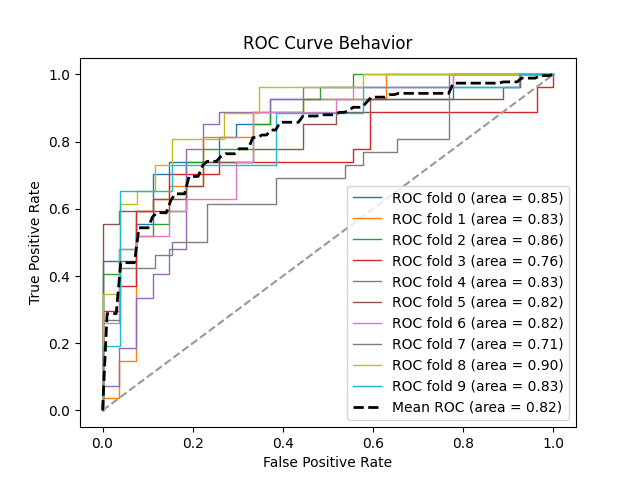 ROC Curve Behavior
True Positive Rate
1.0
0.8
0.6
0.4
0.2
0.0
ROC fold 0 (area = 0.85)
ROC fold 1 (area = 0.83)
ROC fold 2 (area = 0.86)
ROC fold 3 (area = 0.76)
ROC fold 4 (area = 0.83)
ROC fold 5 (area = 0.82)
ROC fold 6 (area = 0.82)
ROC fold 7 (area = 0.71)
ROC fold 8 (area = 0.90)
ROC fold 9 (area = 0.83)
Mean ROC (area = 0.82)
0.0 0.2 0.4 0.6 0.8 1.0
False Positive Rate